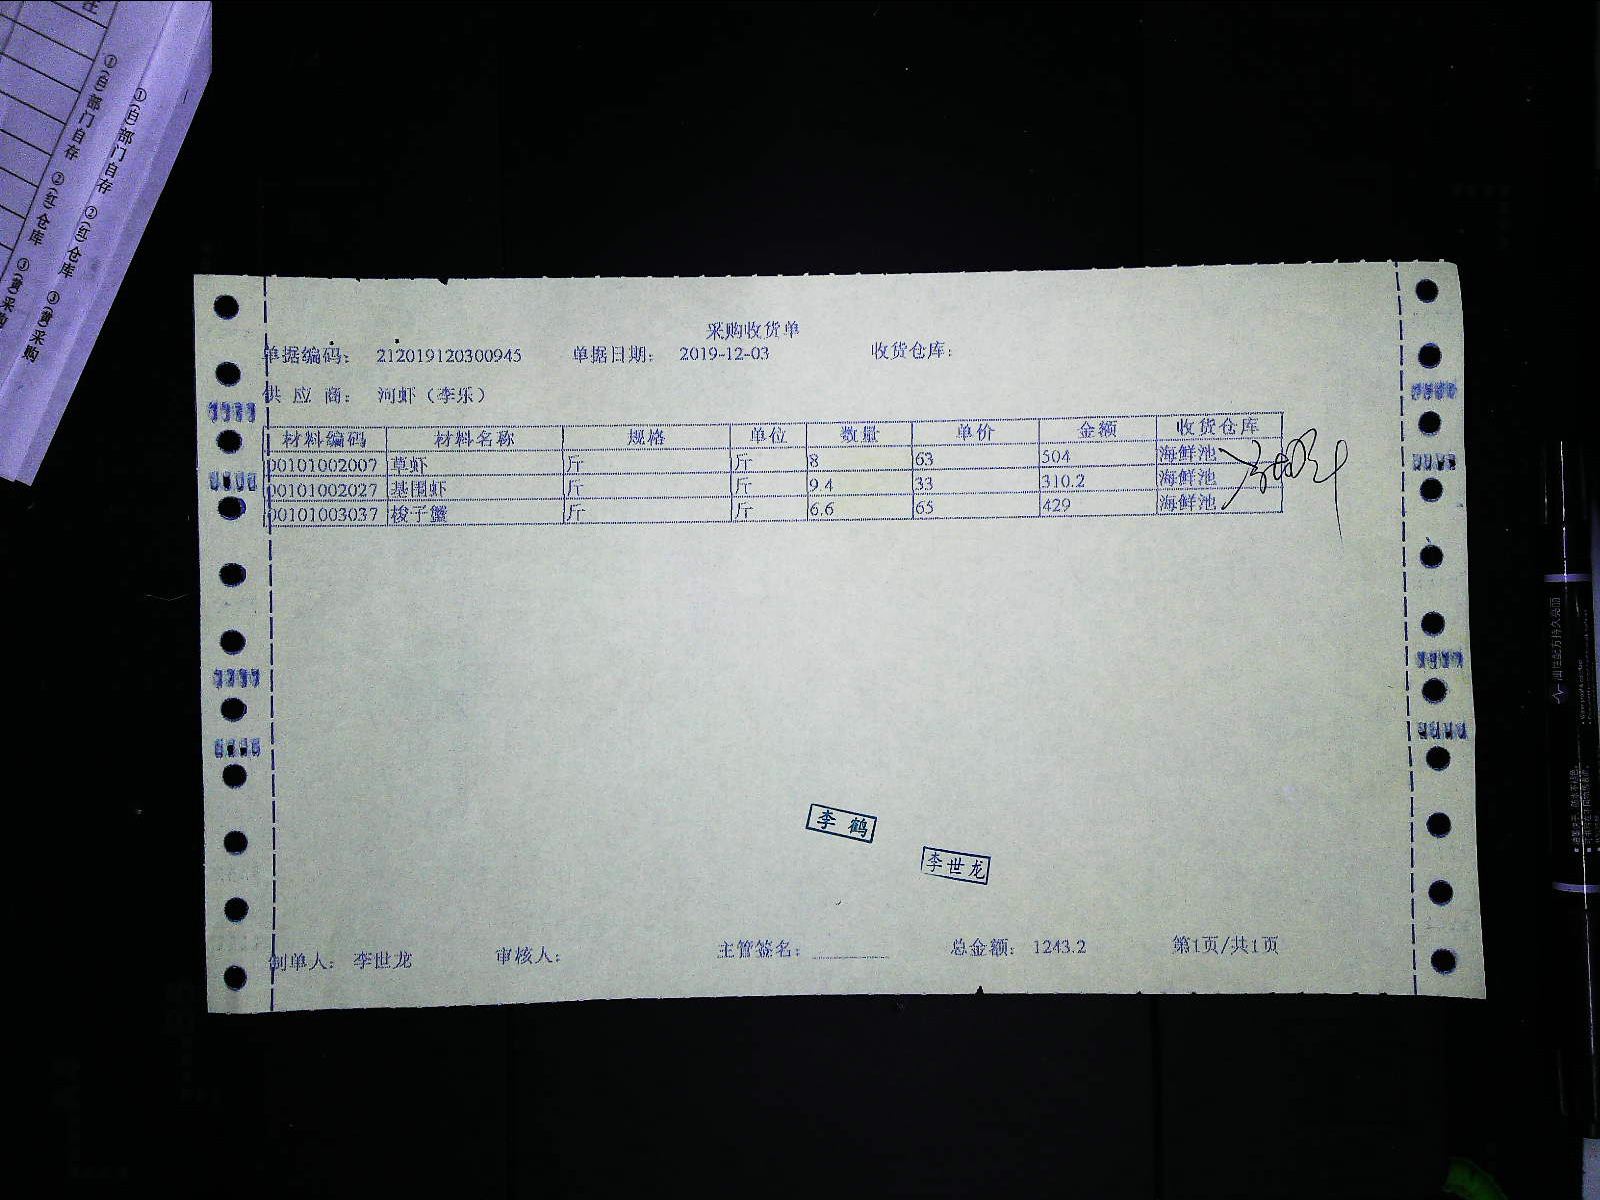 注
①(白)部门自存 ②(红)仓库 ③(黄)采购
①(白)部门自存 ②(红)仓库 ③(黄)采购
采购收货单
单据编码： 212019120300945 单据日期： 2019-12-03 收货仓库：
供 应 商： 河虾（李乐）
材料编码 材料名称 规格 单位 数量 单价 金额 收货仓库
00101002007 草虾 斤 斤 8 63 504 海鲜池
00101002027 基围虾 斤 斤 9.4 33 310.2 海鲜池
00101003037 梭子蟹 斤 斤 6.6 65 429 海鲜池
李 鹤
李世龙
制单人： 李世龙 审核人： 主管签名： 总金额： 1243.2 第1页/共1页